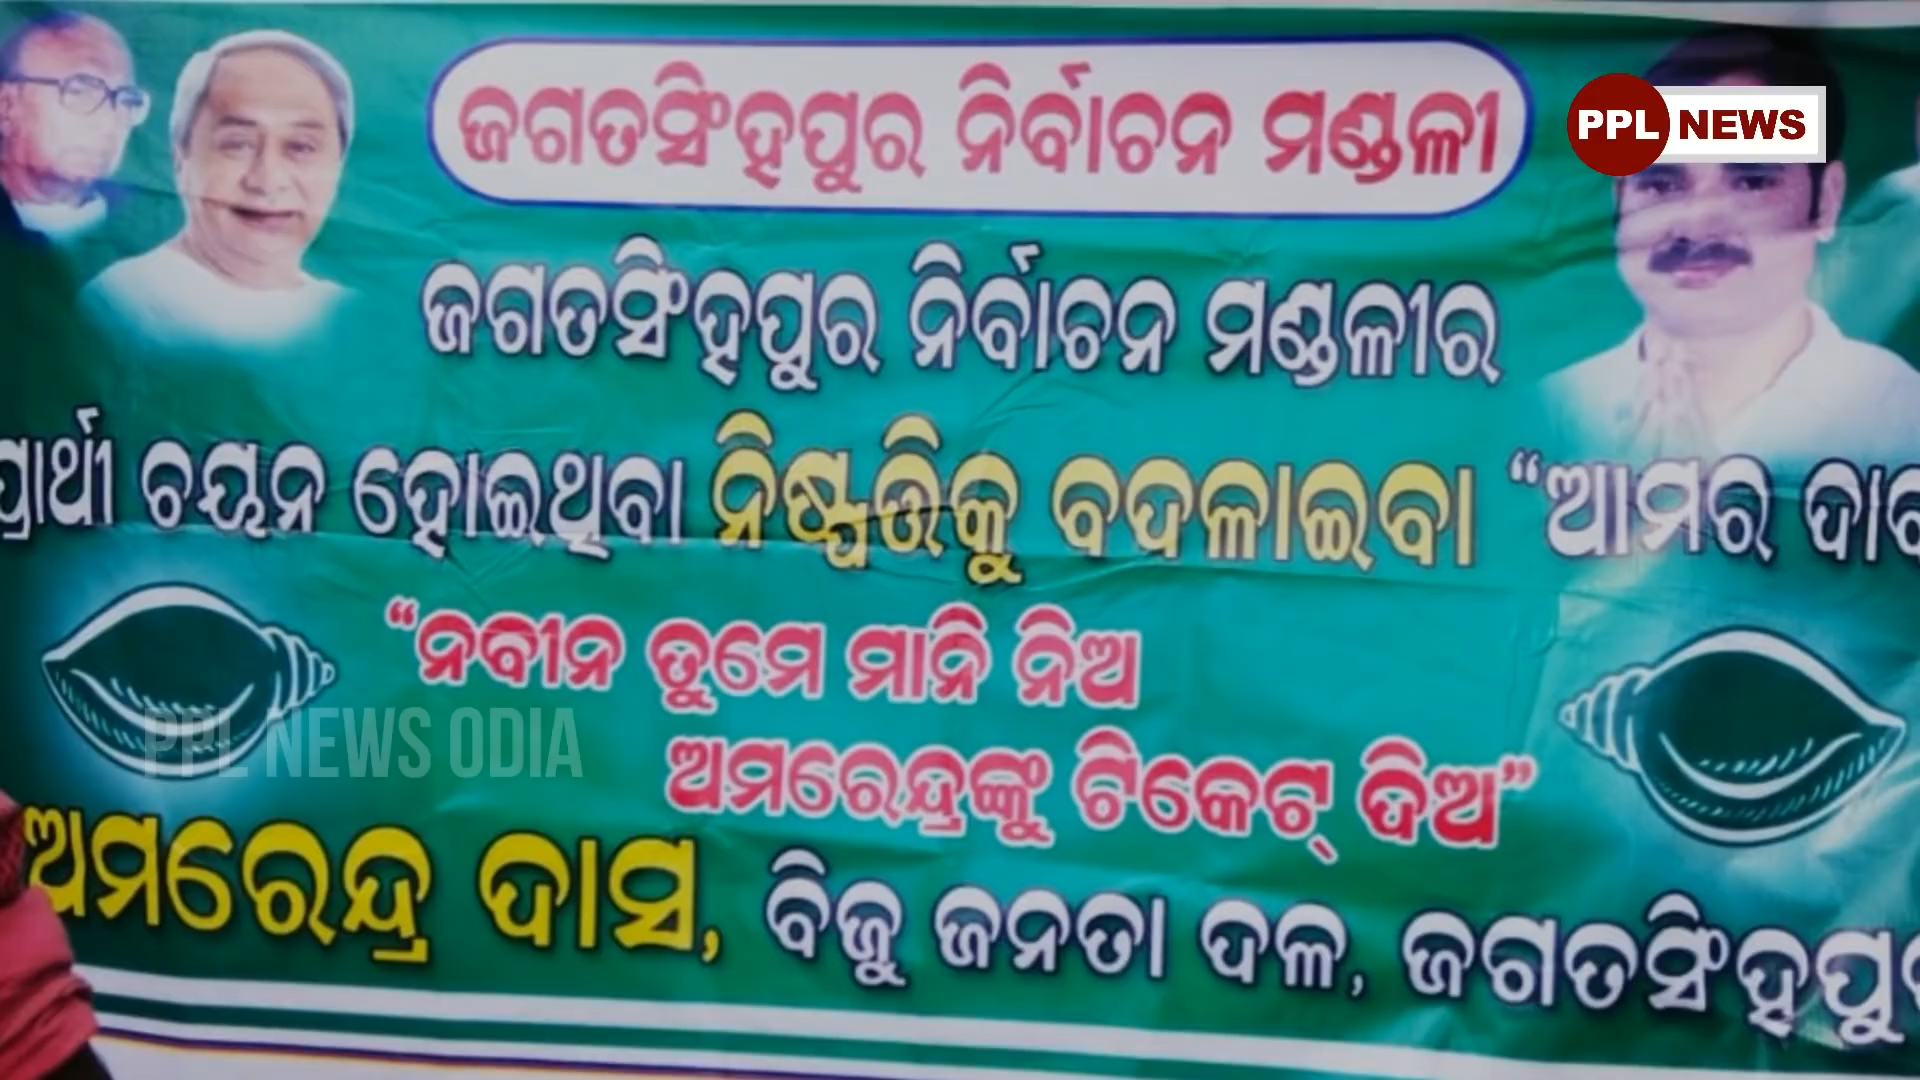 ଜଗତସିଂହପୁର ନିର୍ବାଚନ ମଣ୍ଡଳୀ
PPL NEWS
ଜଗତସିଂହପୁର ନିର୍ବାଚନ ମଣ୍ଡଳୀର
ପ୍ରାର୍ଥୀ ଚୟନ ହୋଇଥିବା ନିଷ୍ପତ୍ତିକୁ ବଦଳାଇବା “ଆମର
“ନବୀନ ତୁମେ ମାନି ନିଅ
PPL NEWS ODIA
ଅମରେନ୍ଦ୍ରଙ୍କୁ ଟିକେଟ୍ ଦିଅ”
ଅମରେନ୍ଦ୍ର ଦାସ, ବିଜୁ ଜନତା ଦଳ, ଜଗତସିଂହପୁ